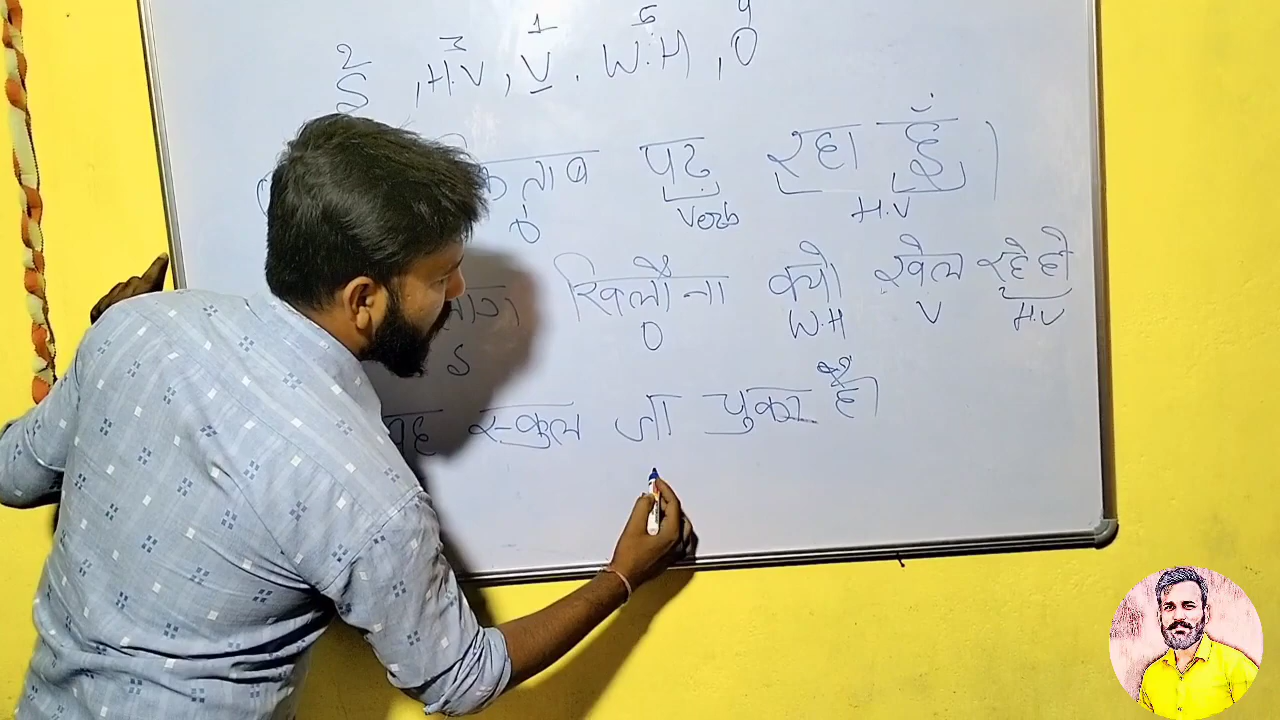 2 3 1 5 4
S , H.V , V . W.H , O
किताब पढ़ रहा हूँ ।
O Verb H.V
खिलौना क्यो खेल रहे हो
S O W.H V H.V
वह स्कुल जा चुका है।